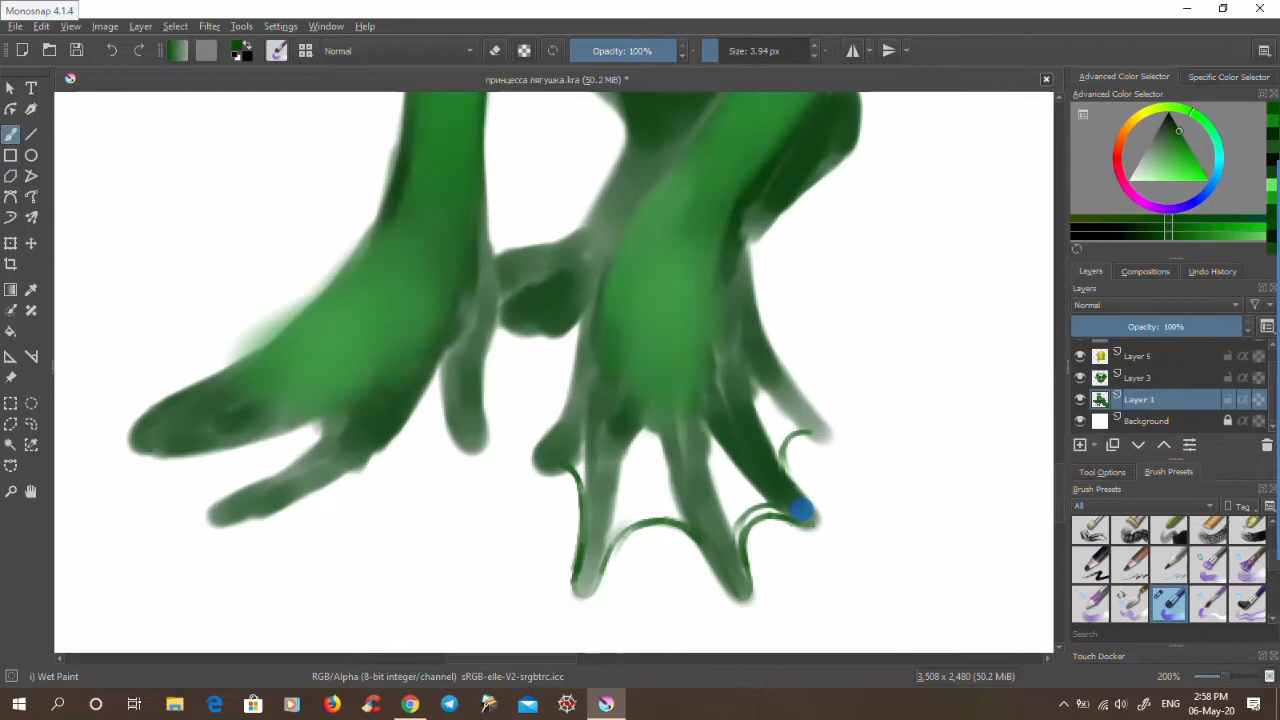 Monosnap 4.1.4
File Edit View Image Layer Select Filter Tools Settings Window Help
Normal Opacity: 100% Size: 3.94 px
принцесса лягушка.kra (50.2 MiB) *
Advanced Color Selector Specific Color Selector
Advanced Color Selector
Layers Compositions Undo History
Layers
Normal
Opacity: 100%
Layer 5
Layer 3
Layer 1
Background
Tool Options Brush Presets
Brush Presets
All Tag
Search
Touch Docker
i) Wet Paint RGB/Alpha (8-bit integer/channel) sRGB-elle-V2-srgbtrc.icc 3,508 x 2,480 (50.2 MiB) 200%
ENG 2:58 PM
06-May-20